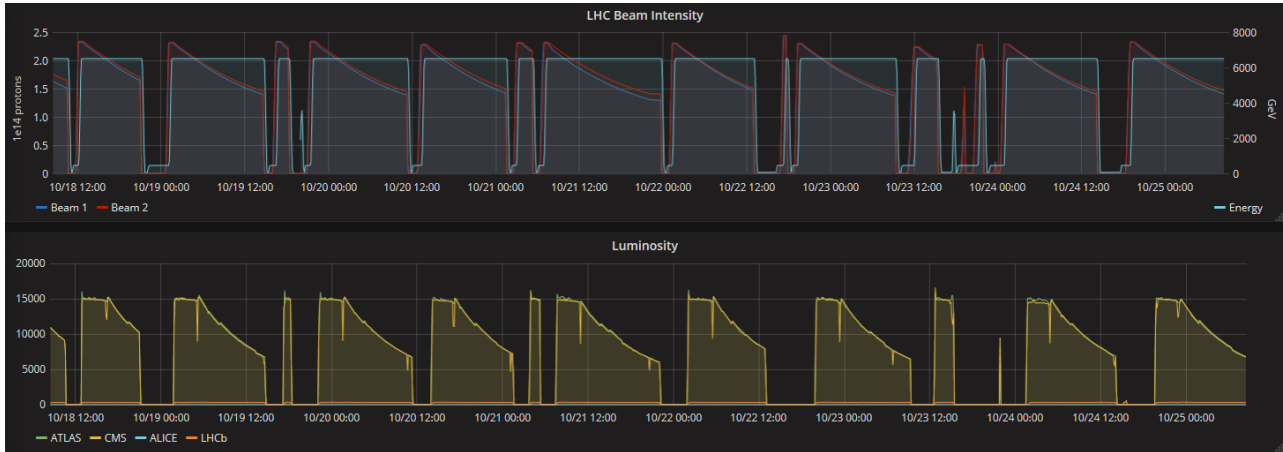 LHC Beam Intensity
2.5
2.0
1.5
1.0
0.5
0
1e14 protons
8000
6000
4000
2000
0
GeV
10/18 12:00 10/19 00:00 10/19 12:00 10/20 00:00 10/20 12:00 10/21 00:00 10/21 12:00 10/22 00:00 10/22 12:00 10/23 00:00 10/23 12:00 10/24 00:00 10/24 12:00 10/25 00:00
Beam 1 Beam 2 Energy
Luminosity
20000
15000
10000
5000
0
10/18 12:00 10/19 00:00 10/19 12:00 10/20 00:00 10/20 12:00 10/21 00:00 10/21 12:00 10/22 00:00 10/22 12:00 10/23 00:00 10/23 12:00 10/24 00:00 10/24 12:00 10/25 00:00
ATLAS CMS ALICE LHCb